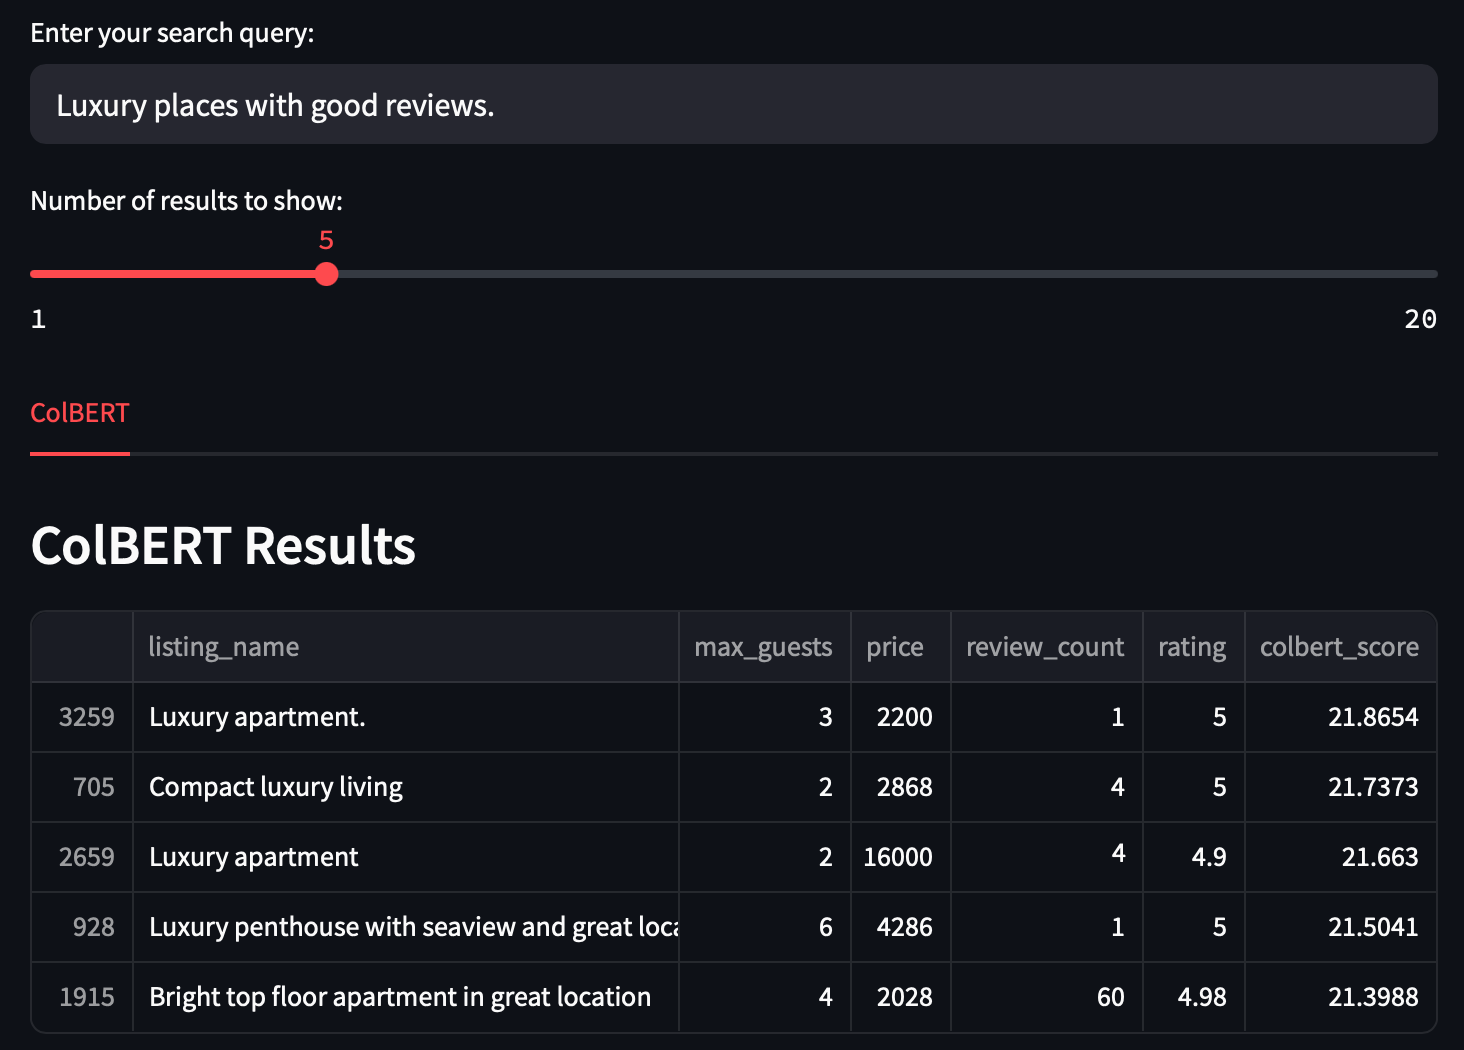 Enter your search query:
Luxury places with good reviews.
Number of results to show:
5
1 20
ColBERT
ColBERT Results
listing_name max_guests price review_count rating colbert_score
3259 Luxury apartment. 3 2200 1 5 21.8654
705 Compact luxury living 2 2868 4 5 21.7373
2659 Luxury apartment 2 16000 4 4.9 21.663
928 Luxury penthouse with seaview and great loca 6 4286 1 5 21.5041
1915 Bright top floor apartment in great location 4 2028 60 4.98 21.3988